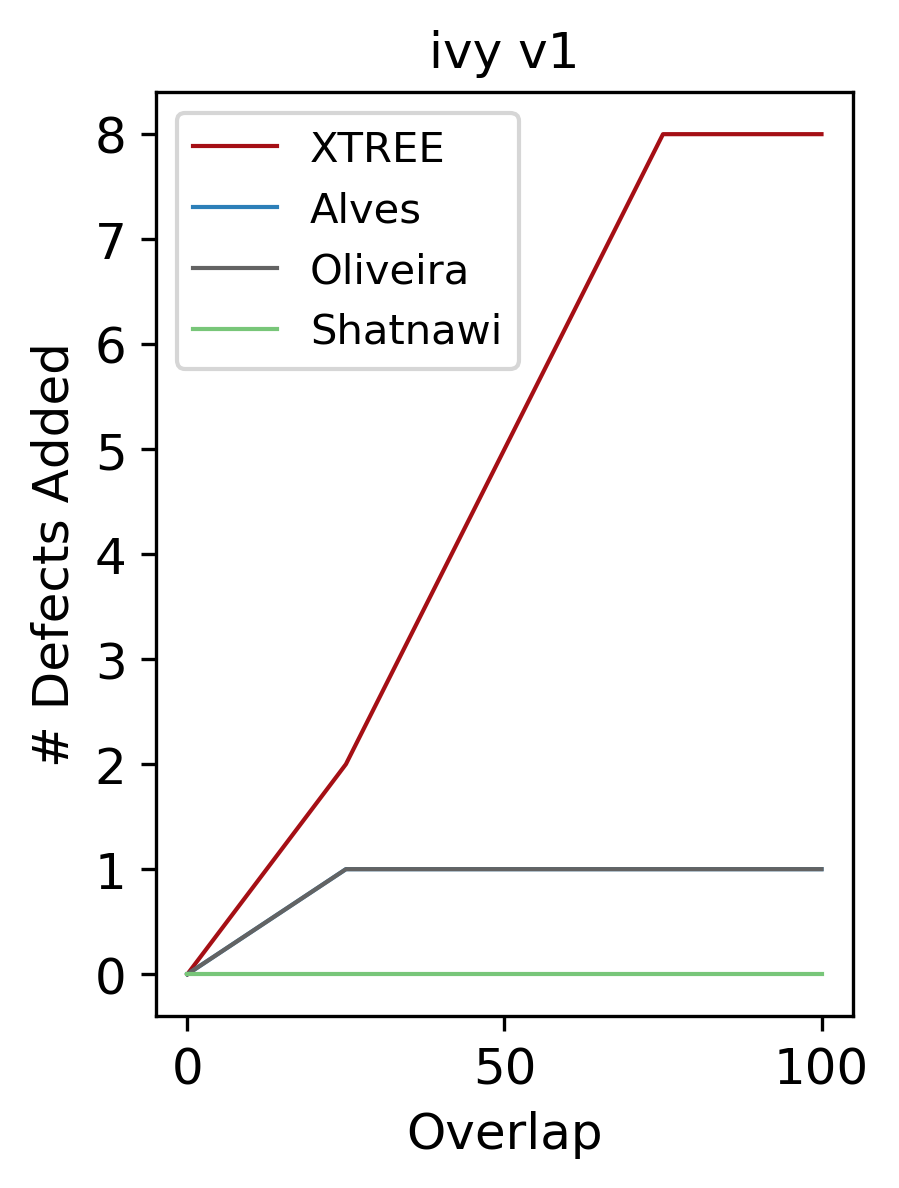 ivy v1
XTREE
Alves
Oliveira
Shatnawi
# Defects Added
8
7
6
5
4
3
2
1
0
0 50 100
Overlap